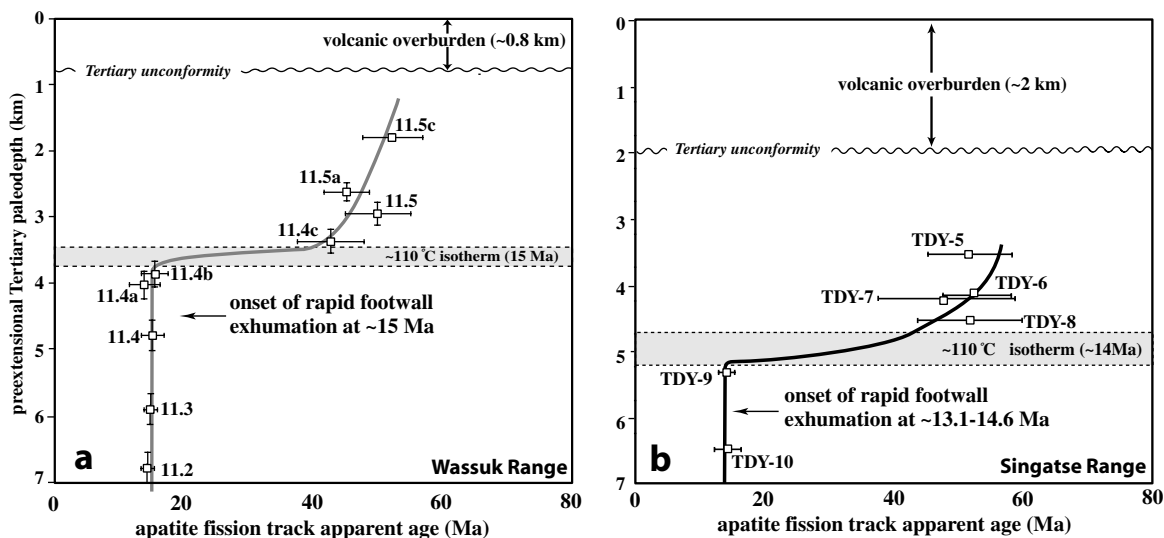 0
volcanic overburden (~0.8 km)
Tertiary unconformity
1
11.5c
2
11.5a
11.5
3
11.4c
~110 °C isotherm (15 Ma)
11.4b
4
11.4a
onset of rapid footwall
exhumation at ~15 Ma
11.4
5
11.3
6
11.2
a
Wassuk Range
7
0
20
40
60
80
apatite fission track apparent age (Ma)
preextensional Tertiary paleodepth (km)
0
volcanic overburden (~2 km)
1
2
Tertiary unconformity
3
TDY-5
TDY-6
4
TDY-7
TDY-8
~110 °C isotherm (~14Ma)
5
TDY-9
onset of rapid footwall
exhumation at ~13.1-14.6 Ma
6
TDY-10
b
Singatse Range
7
0
20
40
60
80
apatite fission track apparent age (Ma)